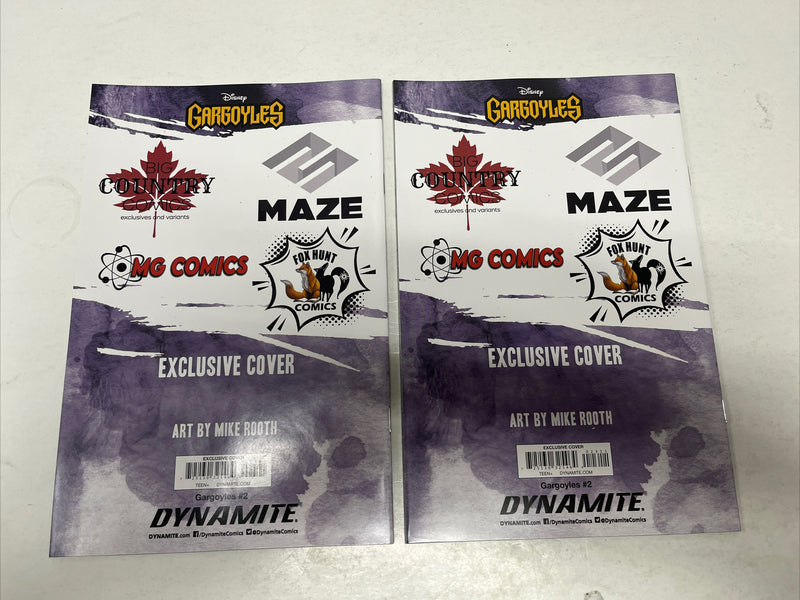 Disney
GARGOYLES
BIG
COUNTRY
COMICS
exclusives and variants
MAZE
MG COMICS
FOX HUNT
COMICS
EXCLUSIVE COVER
ART BY MIKE ROOTH
EXCLUSIVE COVER
TEEN+ DYNAMITE.COM
Gargoyles #2
DYNAMITE®
DYNAMITE.com /DynamiteComics @DynamiteComics
Disney
GARGOYLES
BIG
COUNTRY
COMICS
exclusives and variants
MAZE
MG COMICS
FOX HUNT
COMICS
EXCLUSIVE COVER
ART BY MIKE ROOTH
EXCLUSIVE COVER
TEEN+ DYNAMITE.COM
Gargoyles #2
DYNAMITE®
DYNAMITE.com /DynamiteComics @DynamiteComics